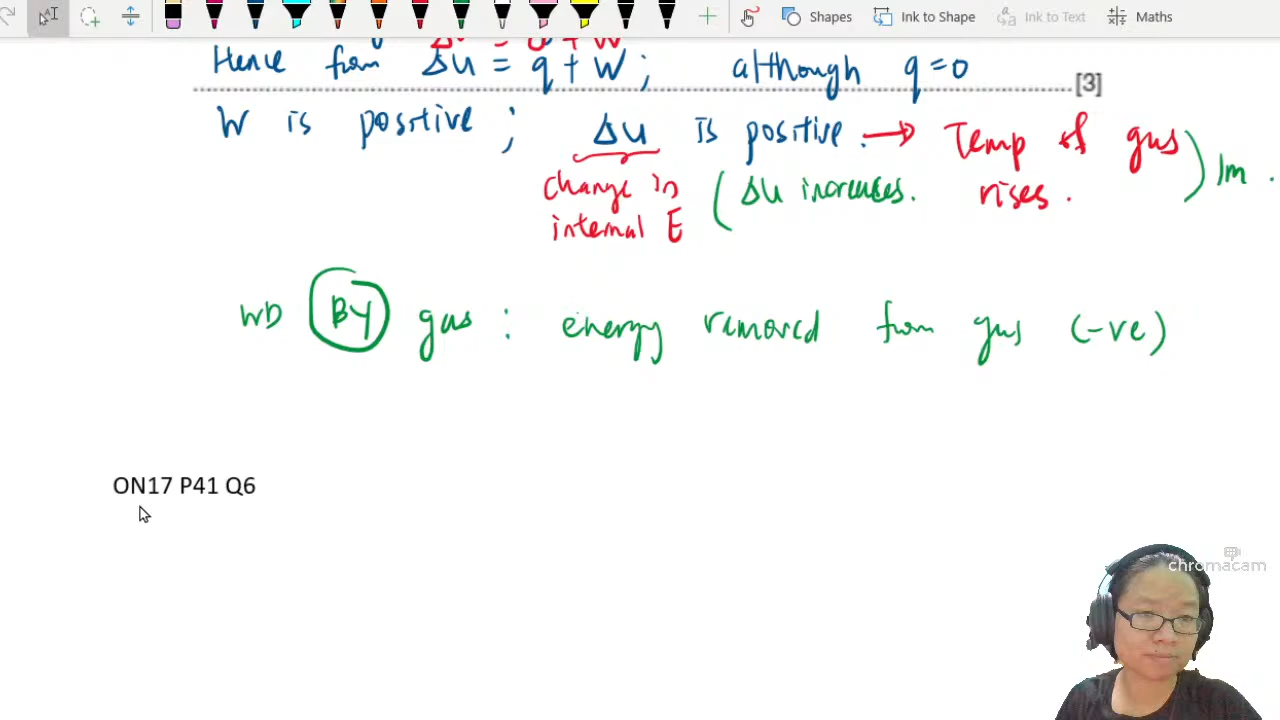 Shapes Ink to Shape Ink to Text Maths
Δu = q + w
Hence from Δu = q + W ; although q=0
[3]
W is positive ; Δu is positive. → Temp of gas rises.
change in internal E
(Δu increases. ) 1m.
WD BY gas : energy removed from gas (-ve)
ON17 P41 Q6
chromacam